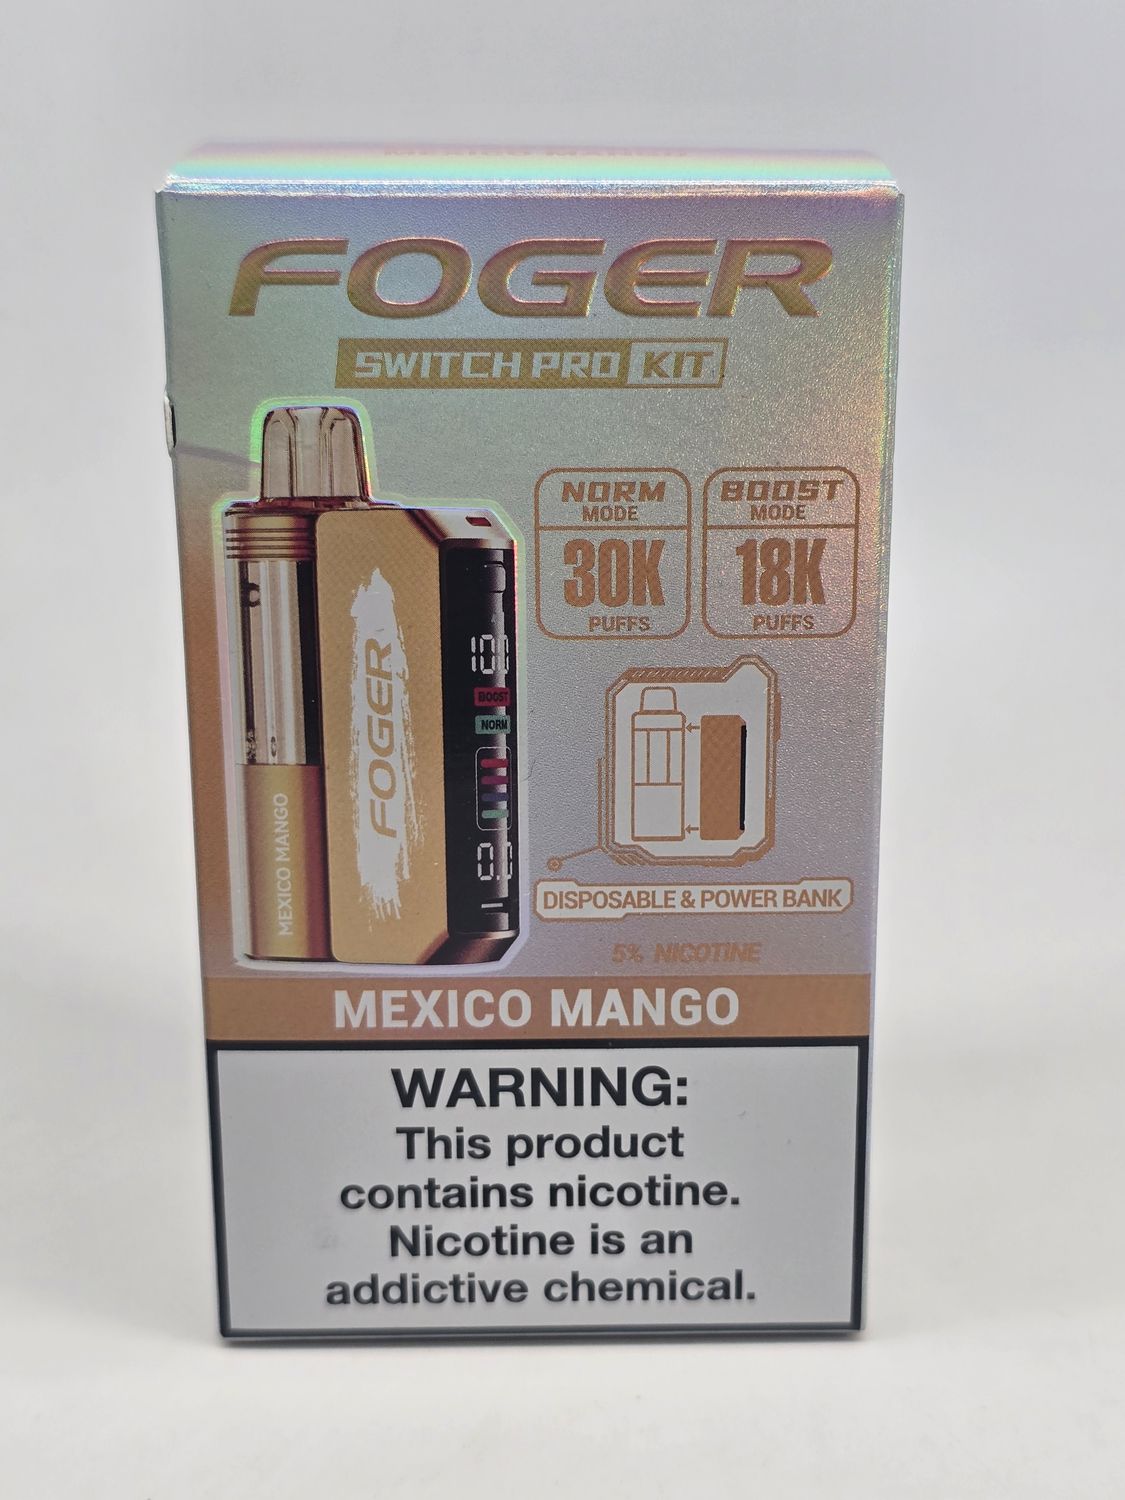 FOGER
SWITCH PRO KIT
NORM
MODE
30K
PUFFS
BOOST
MODE
18K
PUFFS
FOGER
MEXICO MANGO
BOOST
NORM
DISPOSABLE & POWER BANK
5% NICOTINE
MEXICO MANGO
WARNING:
This product
contains nicotine.
Nicotine is an
addictive chemical.